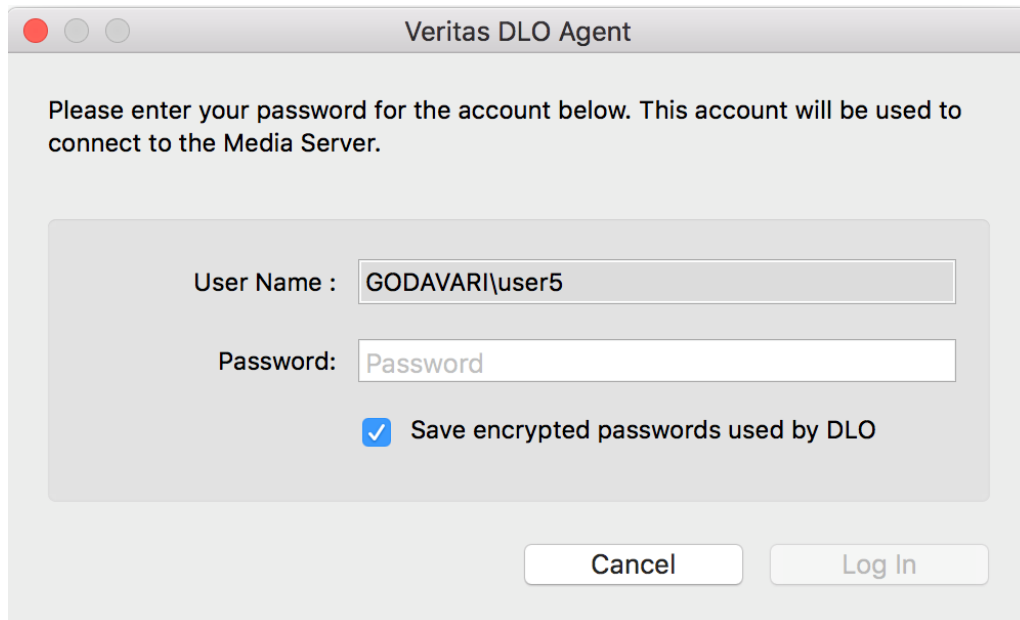 Veritas DLO Agent
Please enter your password for the account below. This account will be used to
connect to the Media Server.
User Name : GODAVARI\user5
Password: Password
Save encrypted passwords used by DLO
Cancel Log In